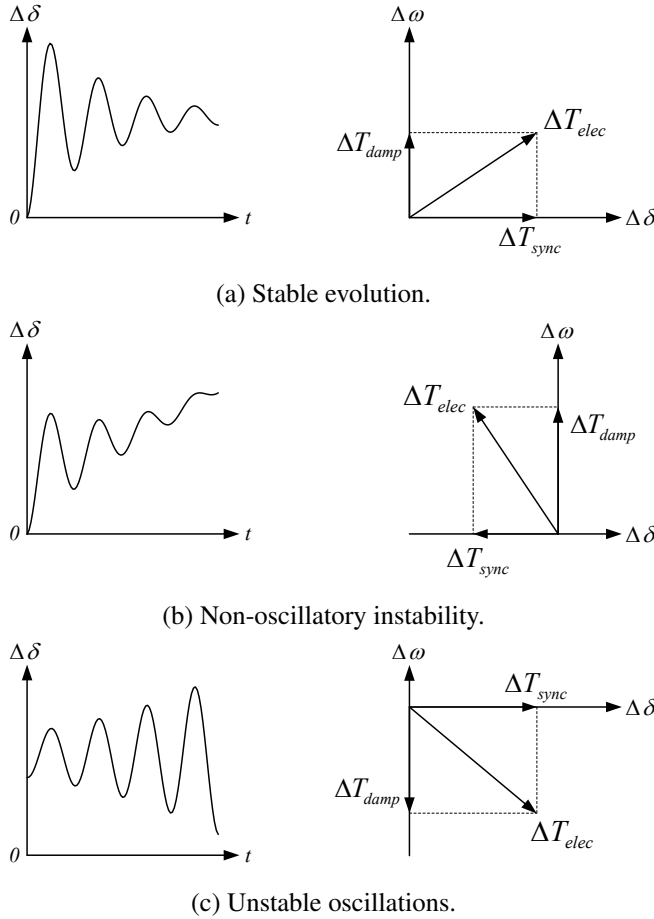 Δδ
0
t
Δω
ΔT_damp
ΔT_elec
ΔT_sync
Δδ
(a) Stable evolution.
Δδ
0
t
Δω
ΔT_elec
ΔT_damp
ΔT_sync
Δδ
(b) Non-oscillatory instability.
Δδ
0
t
Δω
ΔT_sync
Δδ
ΔT_damp
ΔT_elec
(c) Unstable oscillations.